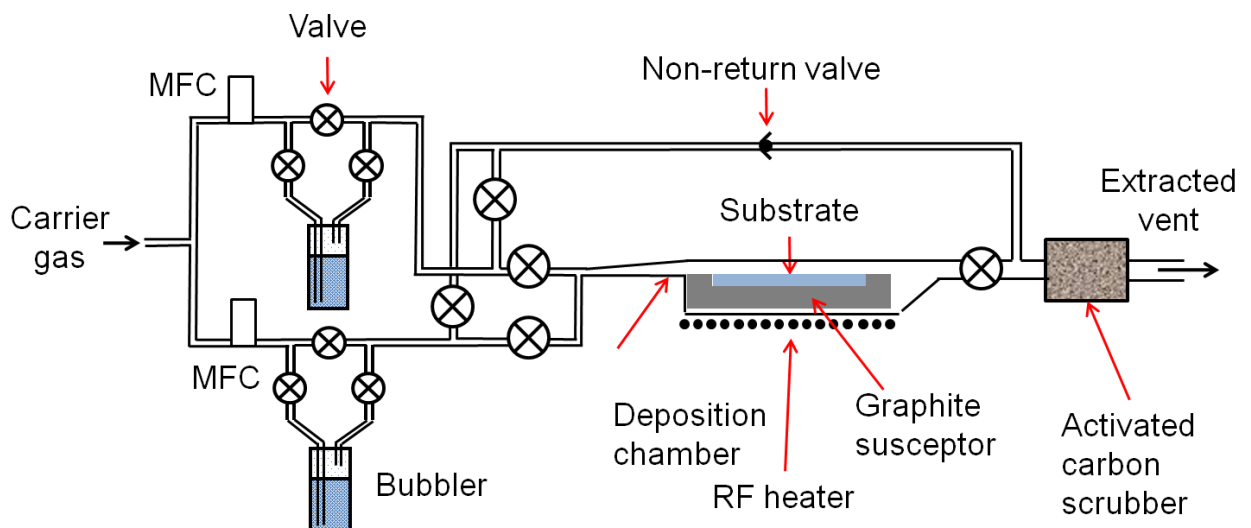 Valve
MFC
Non-return valve
Extracted
vent
Carrier
gas
Substrate
MFC
Deposition
chamber
Graphite
susceptor
Activated
carbon
scrubber
Bubbler
RF heater